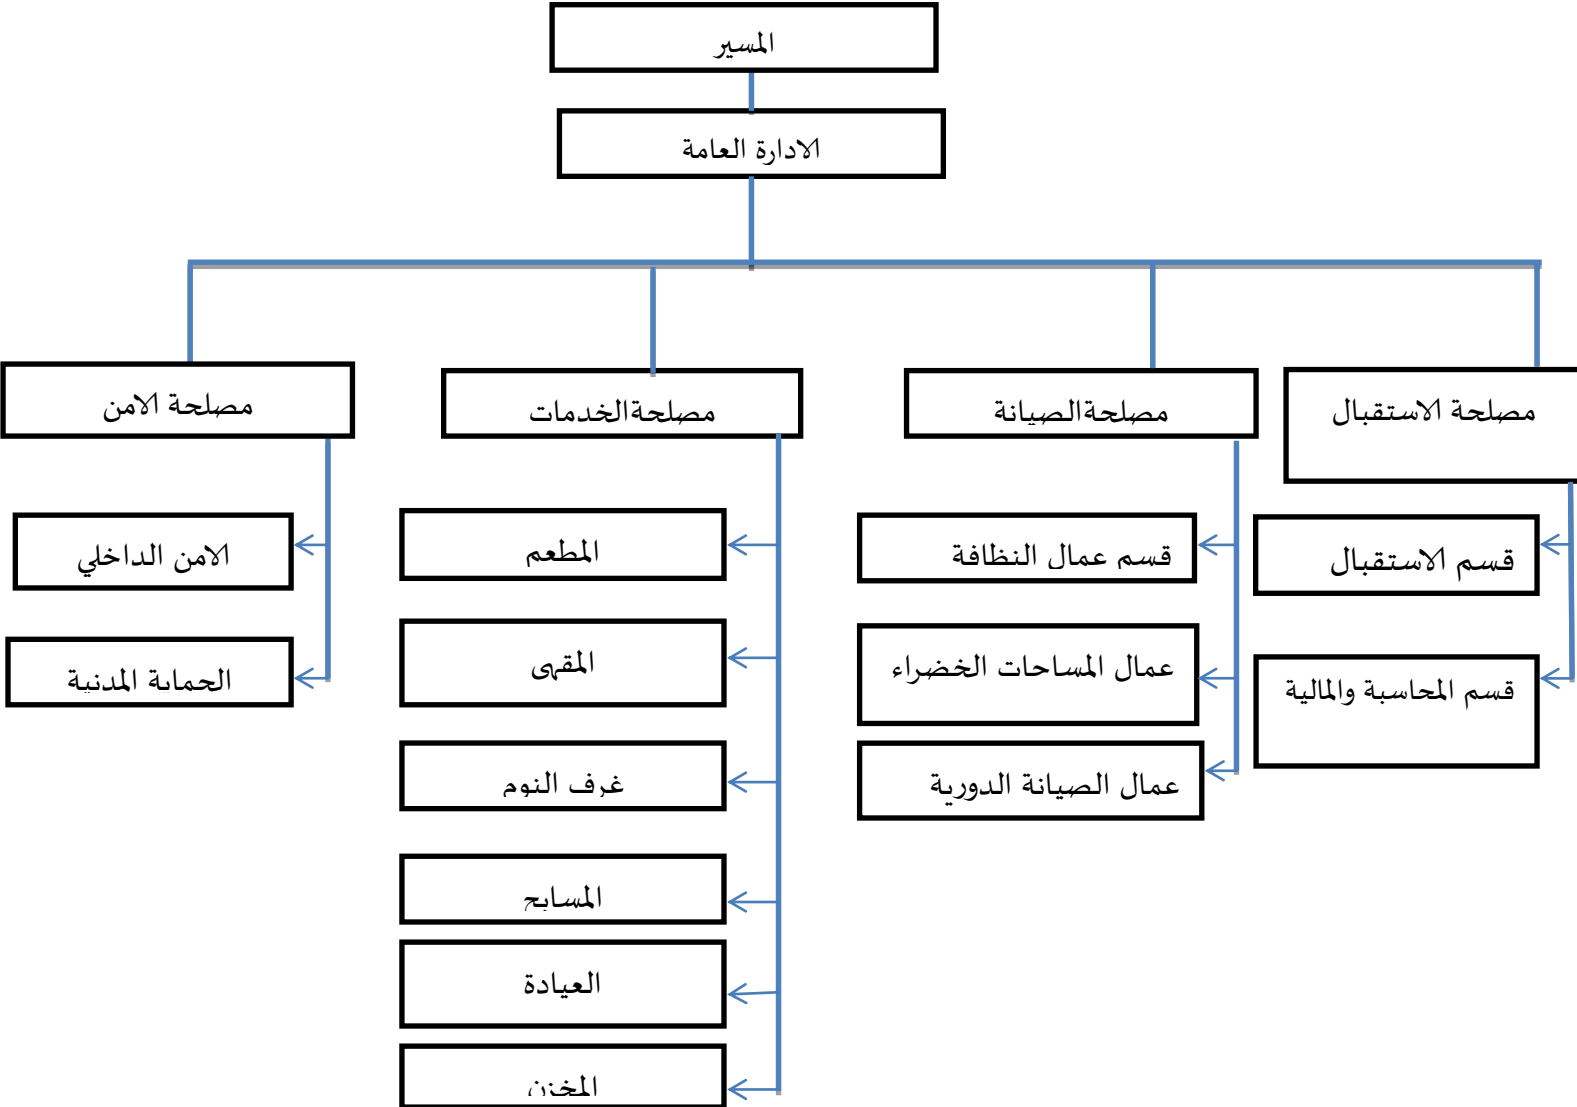 المسير
الادارة العامة
مصلحة الاستقبال
مصلحة الصيانة
مصلحة الخدمات
مصلحة الامن
قسم الاستقبال
قسم المحاسبة والمالية
قسم عمال النظافة
عمال المساحات الخضراء
عمال الصيانة الدورية
المطعم
المقهى
غرف النوم
المسابح
العيادة
المخزن
الامن الداخلي
الحماية المدنية